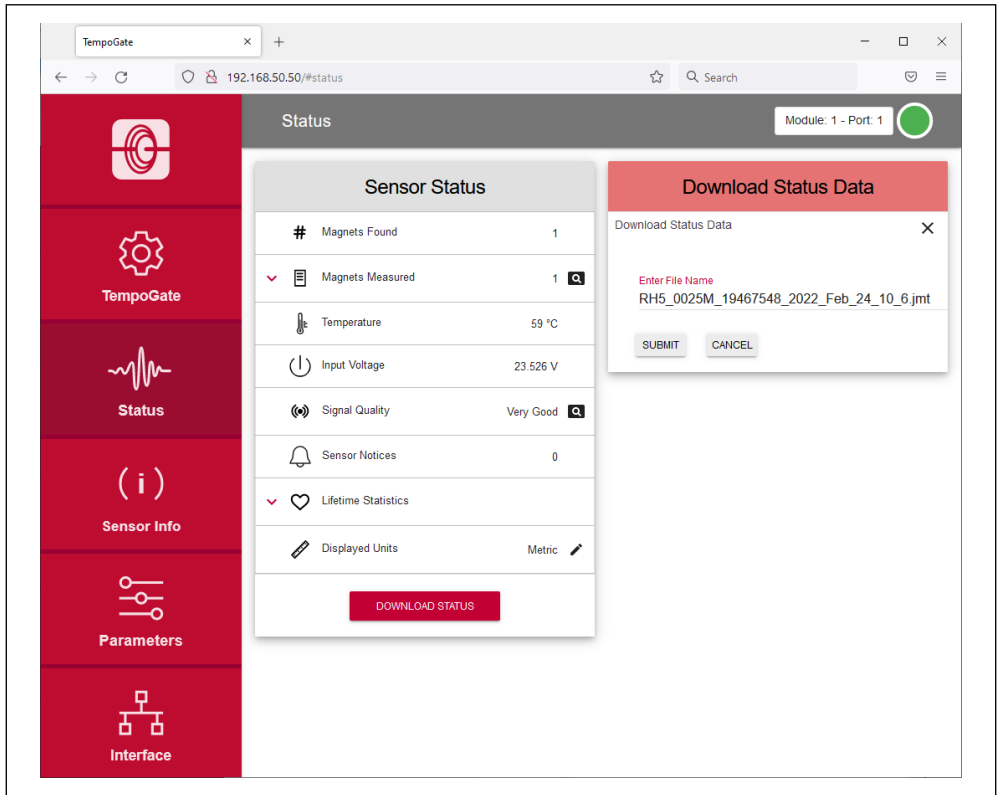 TempoGate
192.168.50.50/#status
Search
Status
Module: 1 - Port: 1
TempoGate
Status
Sensor Info
Parameters
Interface
Sensor Status
# Magnets Found 1
Magnets Measured 1
Temperature 59 °C
Input Voltage 23.526 V
Signal Quality Very Good
Sensor Notices 0
Lifetime Statistics
Displayed Units Metric
DOWNLOAD STATUS
Download Status Data
Download Status Data
Enter File Name
RH5_0025M_19467548_2022_Feb_24_10_6.jmt
SUBMIT CANCEL